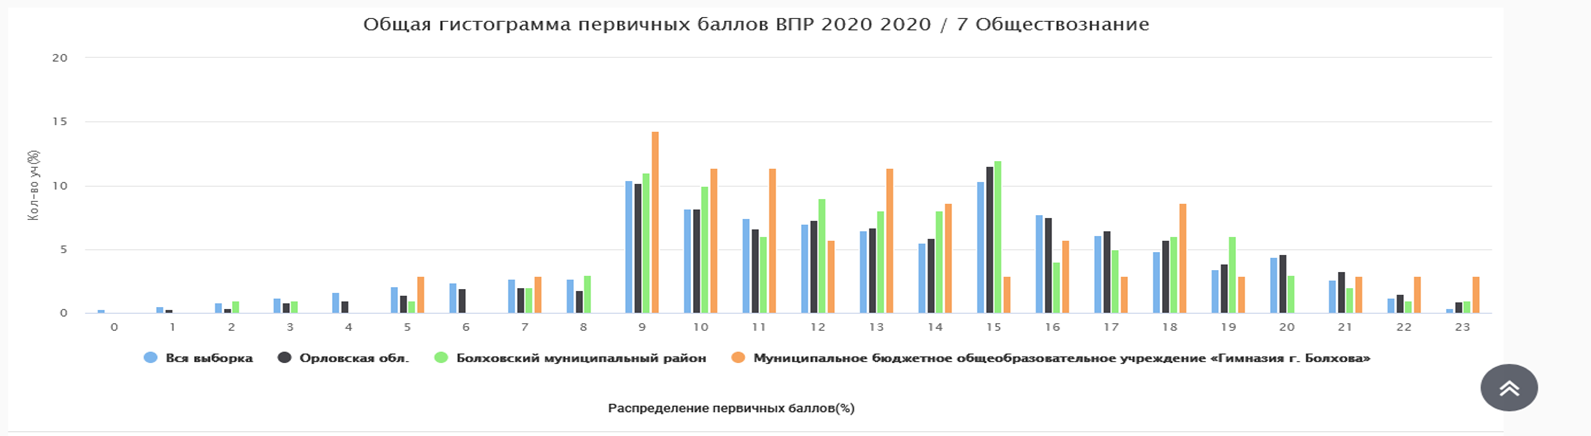 Общая гистограмма первичных баллов ВПР 2020 2020 / 7 Обществознание
20
15
10
5
0
Кол-во уч(%)
0 1 2 3 4 5 6 7 8 9 10 11 12 13 14 15 16 17 18 19 20 21 22 23
Вся выборка Орловская обл. Болховский муниципальный район Муниципальное бюджетное общеобразовательное учреждение «Гимназия г. Болхова»
Распределение первичных баллов(%)